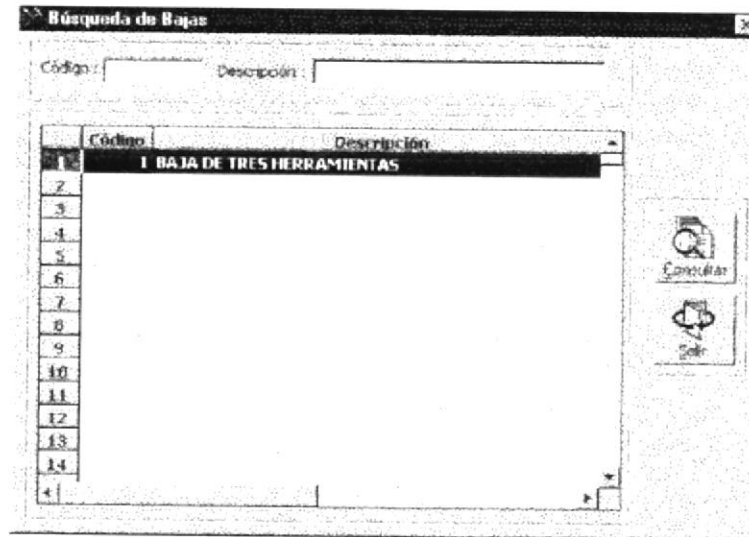 Búsqueda de Bajas
Código : Descripción :
Código Descripción
1 1 BAJA DE TRES HERRAMIENTAS
2
3
4
5
6
7
8
9
10
11
12
13
14
Consultar
Salir